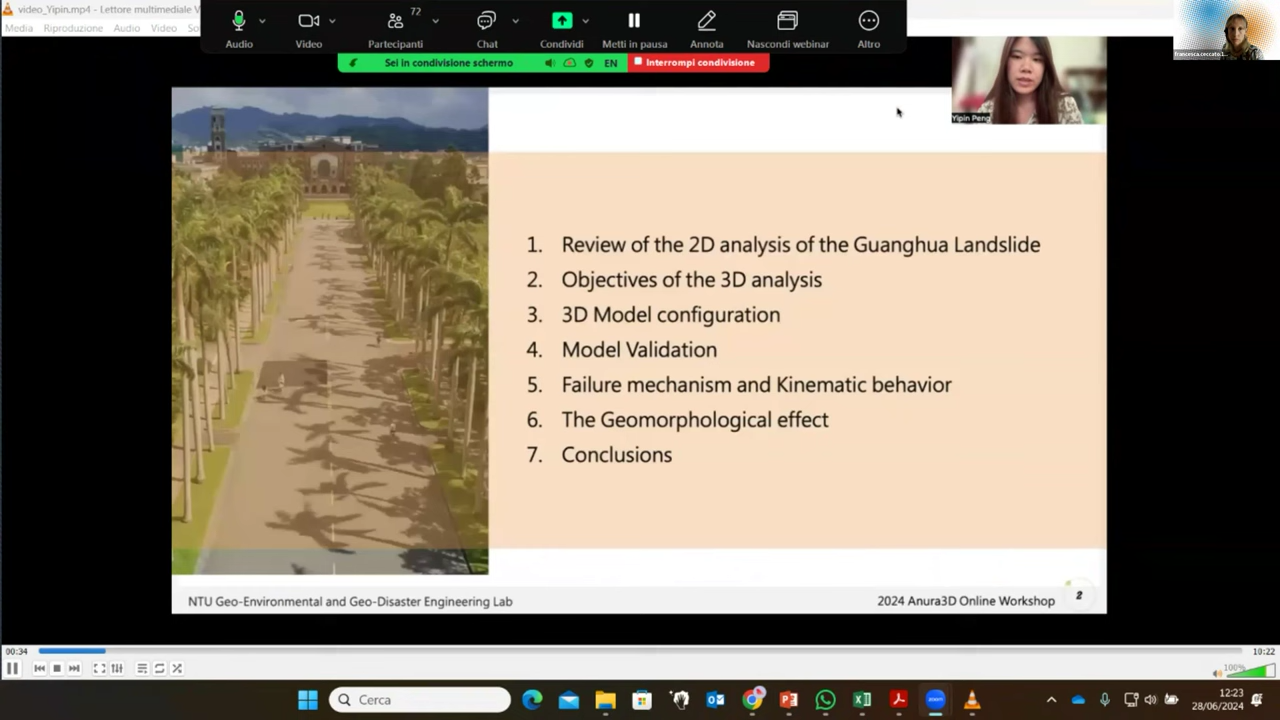 video_Yipin.mp4 - Lettore multimediale V
Media Riproduzione Audio Video So
72
Audio
Video
Partecipanti
Chat
Condividi
Metti in pausa
Annota
Nascondi webinar
Altro
Sei in condivisione schermo
EN
Interrompi condivisione
Yipin Peng
1. Review of the 2D analysis of the Guanghua Landslide
2. Objectives of the 3D analysis
3. 3D Model configuration
4. Model Validation
5. Failure mechanism and Kinematic behavior
6. The Geomorphological effect
7. Conclusions
NTU Geo-Environmental and Geo-Disaster Engineering Lab
2024 Anura3D Online Workshop
2
00:34
10:22
100%
Cerca
12:23
28/06/2024